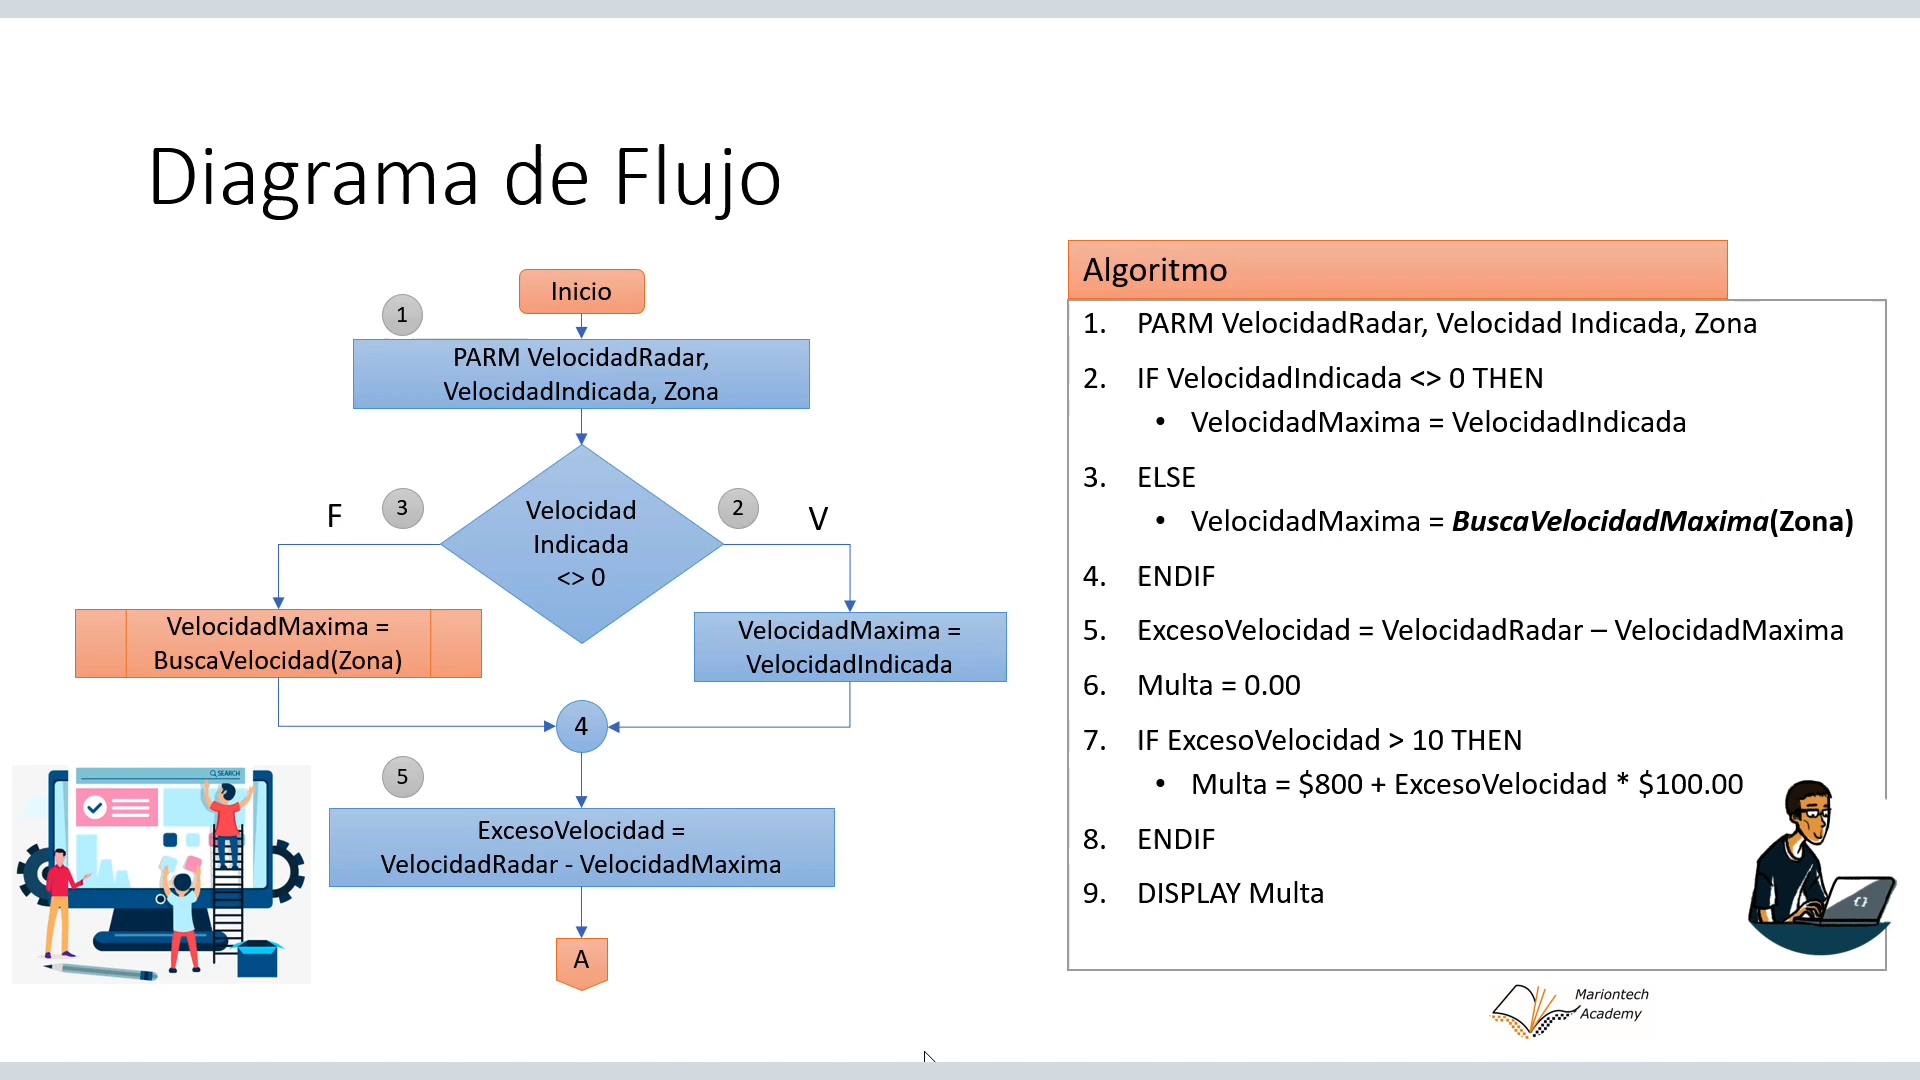 Diagrama de Flujo
Inicio
1
PARM VelocidadRadar,
VelocidadIndicada, Zona
F
3
Velocidad
Indicada
<> 0
2
V
VelocidadMaxima =
BuscaVelocidad(Zona)
VelocidadMaxima =
VelocidadIndicada
4
5
ExcesoVelocidad =
VelocidadRadar - VelocidadMaxima
A
SEARCH
Algoritmo
1. PARM VelocidadRadar, Velocidad Indicada, Zona
2. IF VelocidadIndicada <> 0 THEN
• VelocidadMaxima = VelocidadIndicada
3. ELSE
• VelocidadMaxima = BuscaVelocidadMaxima(Zona)
4. ENDIF
5. ExcesoVelocidad = VelocidadRadar – VelocidadMaxima
6. Multa = 0.00
7. IF ExcesoVelocidad > 10 THEN
• Multa = $800 + ExcesoVelocidad * $100.00
8. ENDIF
9. DISPLAY Multa
{}
Mariontech
Academy